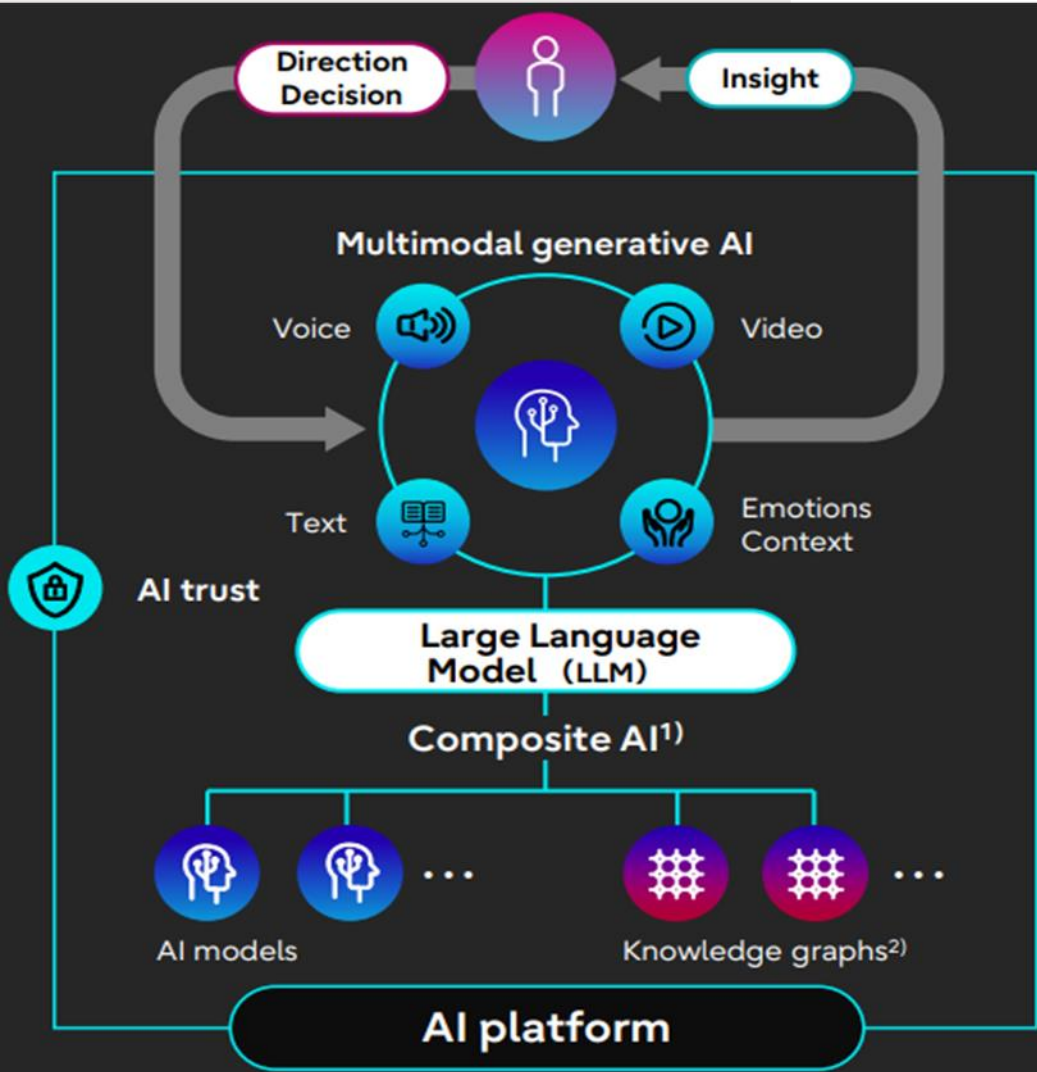 Direction
Decision
Insight
Multimodal generative AI
Voice
Video
Text
Emotions
Context
AI trust
Large Language
Model (LLM)
Composite AI¹⁾
...
...
AI models
Knowledge graphs²⁾
AI platform